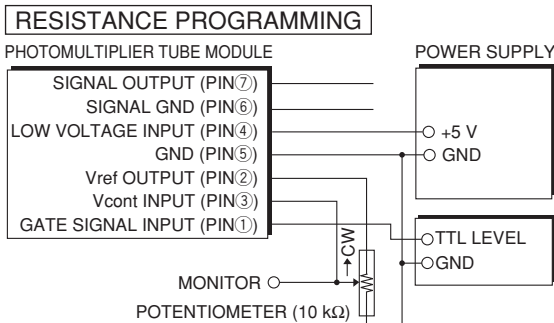 RESISTANCE PROGRAMMING
PHOTOMULTIPLIER TUBE MODULE
POWER SUPPLY
SIGNAL OUTPUT (PIN⑦)
SIGNAL GND (PIN⑥)
LOW VOLTAGE INPUT (PIN④)
+5 V
GND (PIN⑤)
GND
Vref OUTPUT (PIN②)
Vcont INPUT (PIN③)
GATE SIGNAL INPUT (PIN①)
TTL LEVEL
GND
CW
MONITOR
POTENTIOMETER (10 kΩ)